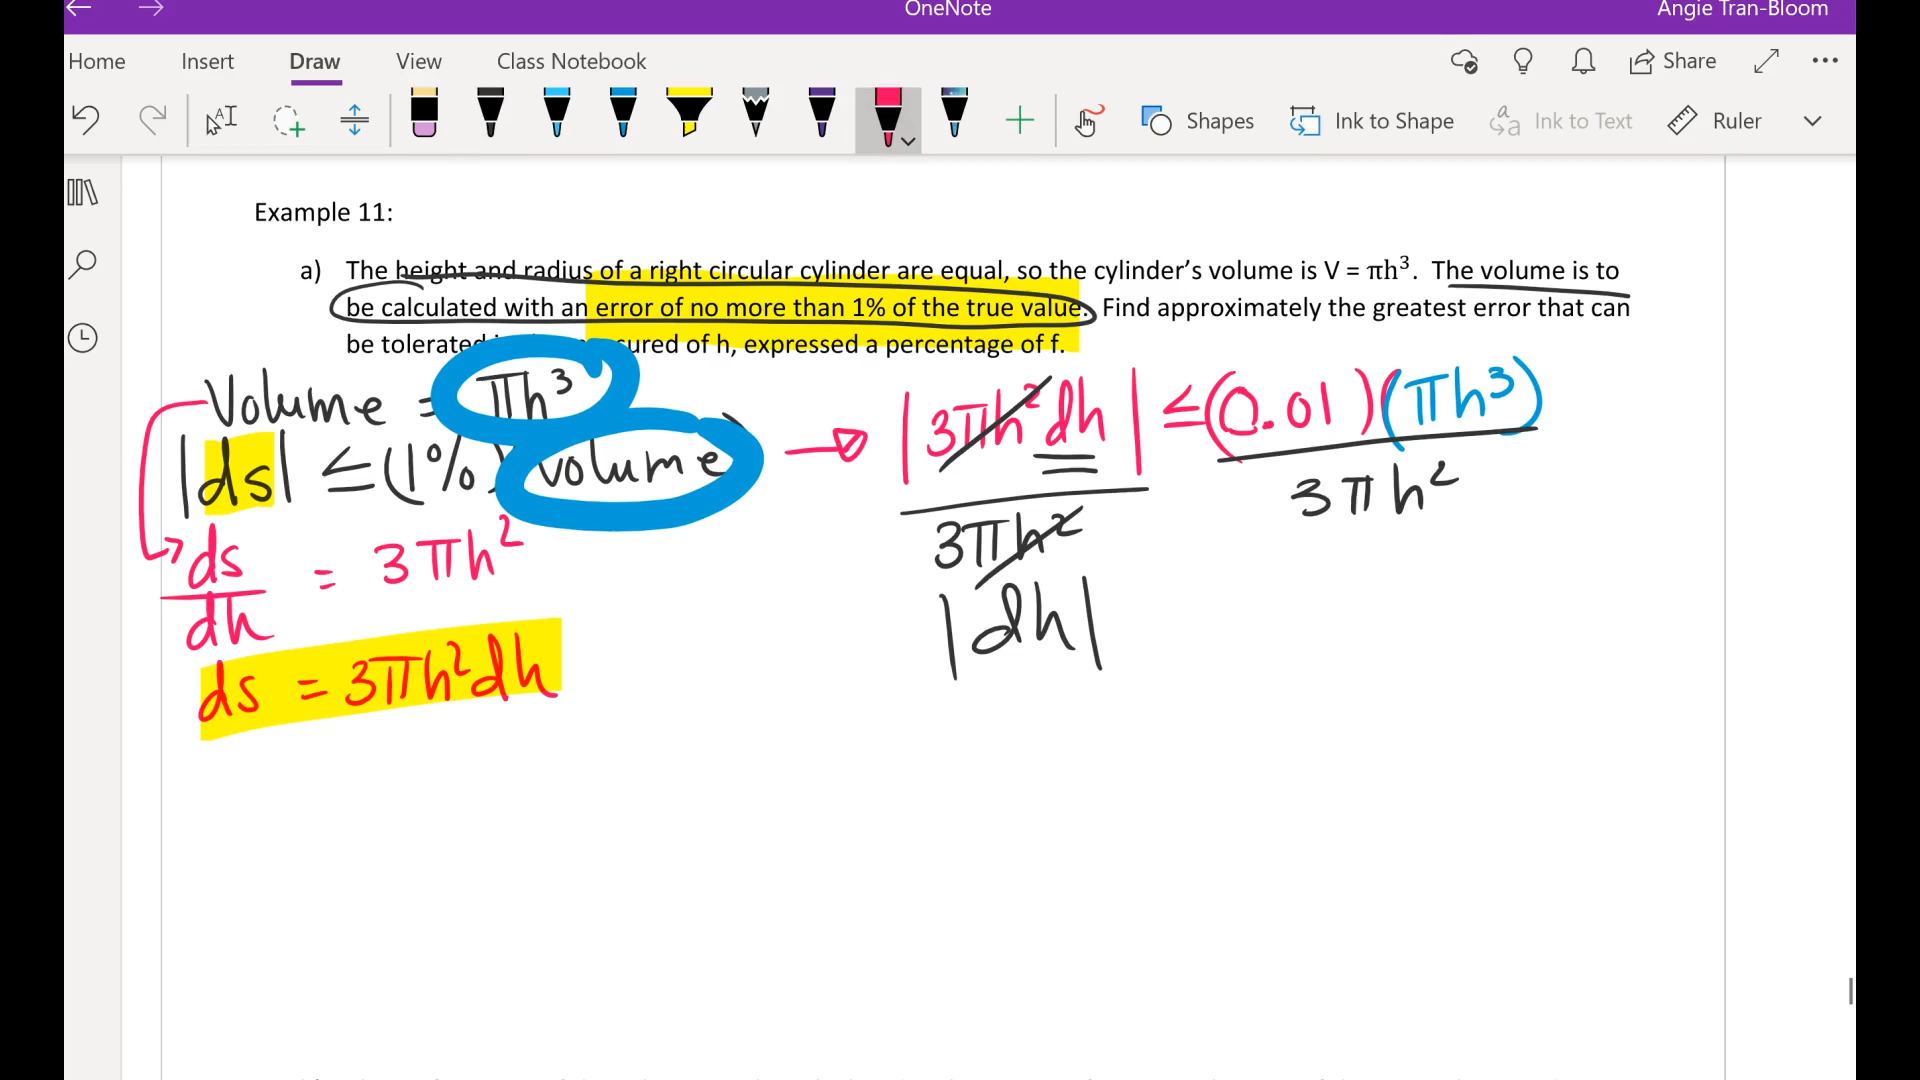 OneNote
Angie Tran-Bloom
Home Insert Draw View Class Notebook Share
Shapes Ink to Shape Ink to Text Ruler
Example 11:
a) The height and radius of a right circular cylinder are equal, so the cylinder's volume is V = πh³. The volume is to
be calculated with an error of no more than 1% of the true value. Find approximately the greatest error that can
be tolerated sured of h, expressed a percentage of f.
Volume = πh³
|ds| ≤ (1%) volume)
ds/dh = 3πh²
ds = 3πh²dh
|3πh²dh| ≤ (0.01)(πh³)
3πh² 3πh²
|dh|